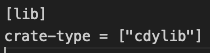 [lib]
crate-type = ["cdylib"]